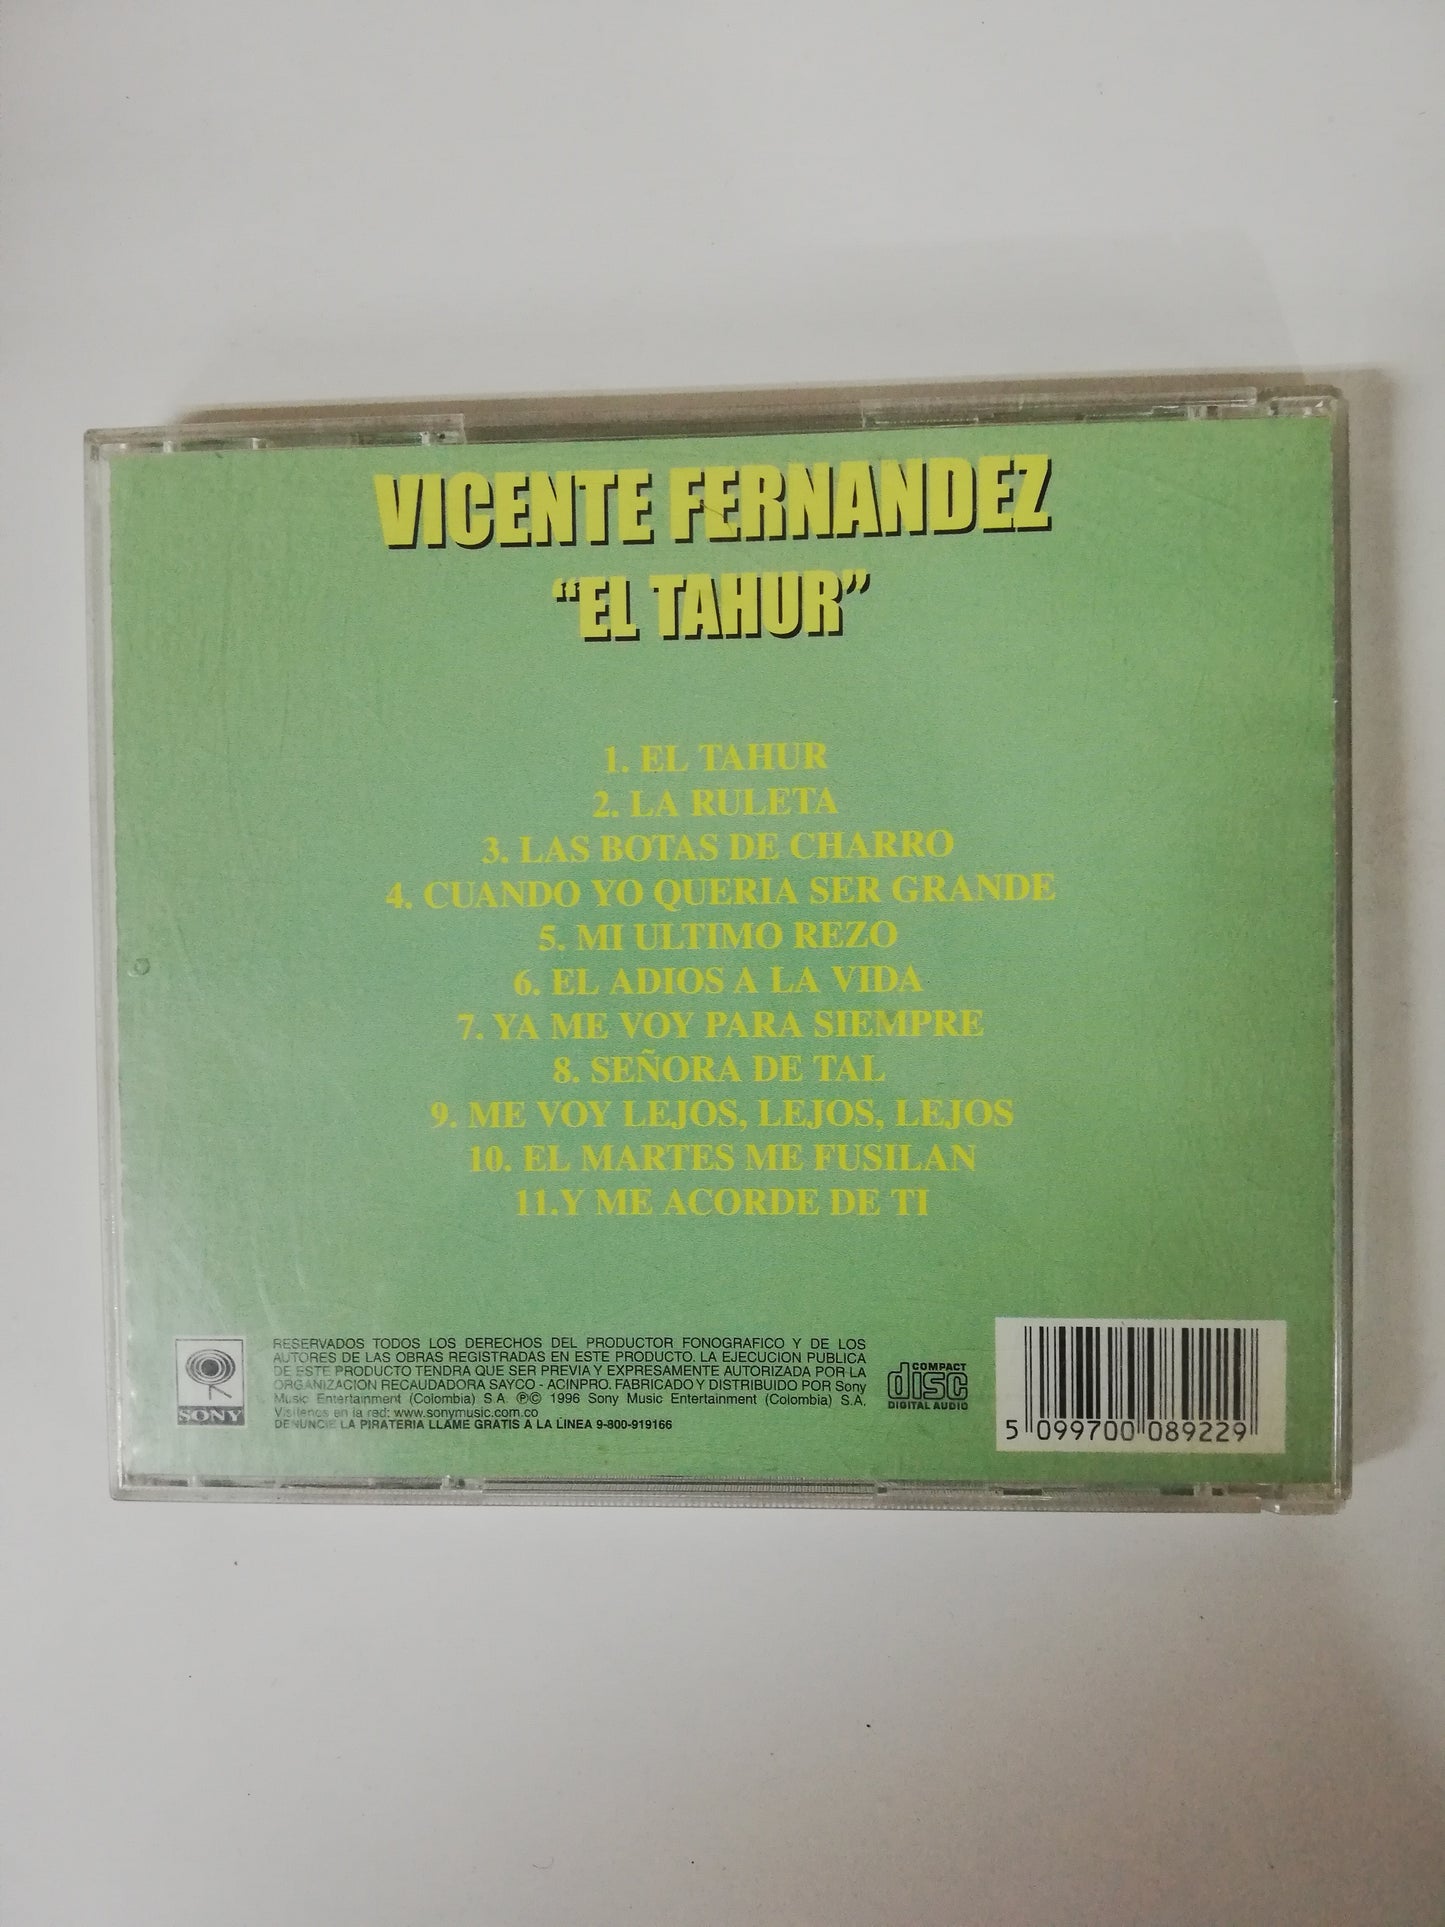 VICENTE FERNANDEZ
"EL TAHUR"
1. EL TAHUR
2. LA RULETA
3. LAS BOTAS DE CHARRO
4. CUANDO YO QUERIA SER GRANDE
5. MI ULTIMO REZO
6. EL ADIOS A LA VIDA
7. YA ME VOY PARA SIEMPRE
8. SEÑORA DE TAL
9. ME VOY LEJOS, LEJOS, LEJOS
10. EL MARTES ME FUSILAN
11.Y ME ACORDE DE TI
SONY
RESERVADOS TODOS LOS DERECHOS DEL PRODUCTOR FONOGRAFICO Y DE LOS
AUTORES DE LAS OBRAS REGISTRADAS EN ESTE PRODUCTO. LA EJECUCION PUBLICA
DE ESTE PRODUCTO TENDRA QUE SER PREVIA Y EXPRESAMENTE AUTORIZADA POR LA
ORGANIZACION RECAUDADORA SAYCO - ACINPRO. FABRICADO Y DISTRIBUIDO POR Sony
Music Entertainment (Colombia) S.A. ℗© 1996 Sony Music Entertainment (Colombia) S.A.
Visítenos en la red: www.sonymusic.com.co
DENUNCIE LA PIRATERIA LLAME GRATIS A LA LINEA 9-800-919166
COMPACT
disc
DIGITAL AUDIO
5 099700 089229